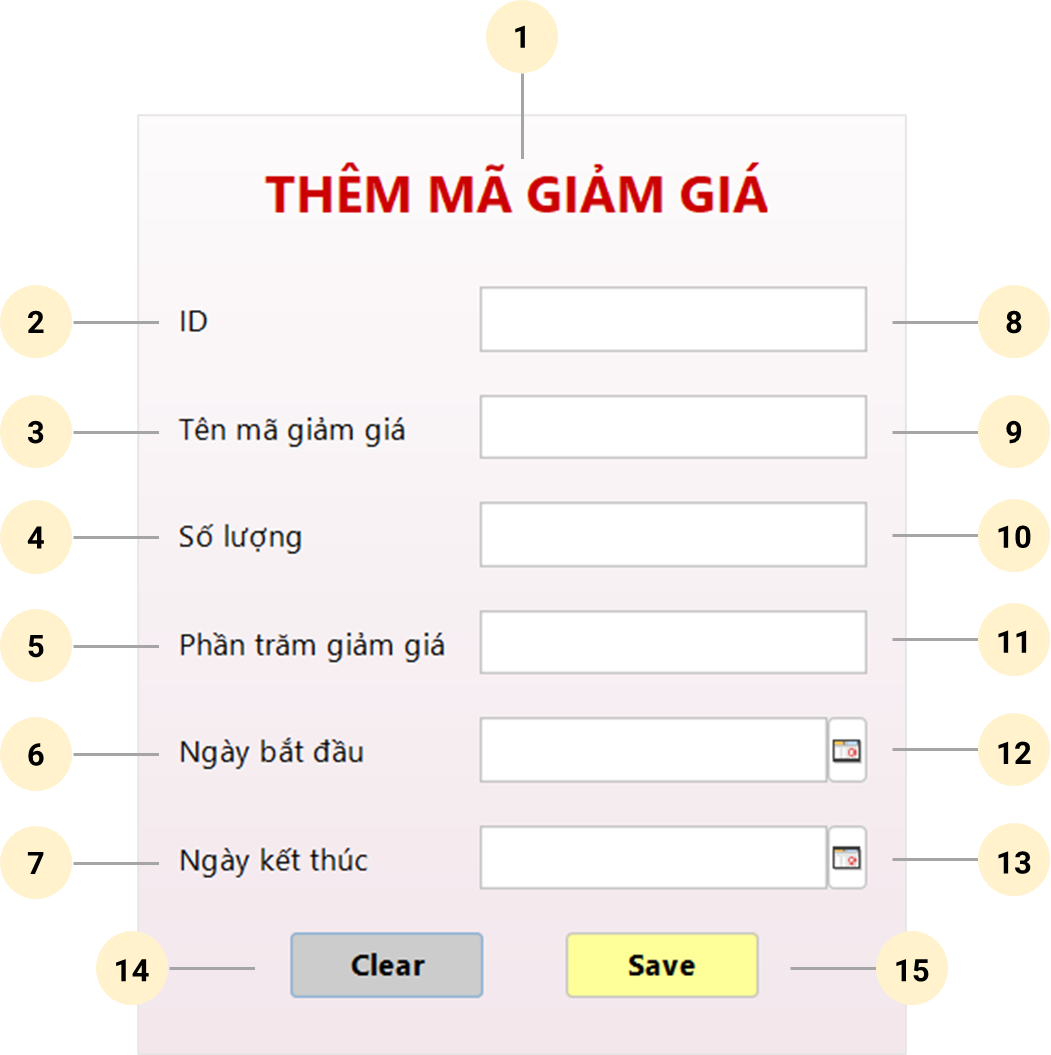 1
THÊM MÃ GIẢM GIÁ
2 ID 8
3 Tên mã giảm giá 9
4 Số lượng 10
5 Phần trăm giảm giá 11
6 Ngày bắt đầu 12
7 Ngày kết thúc 13
14 Clear Save 15